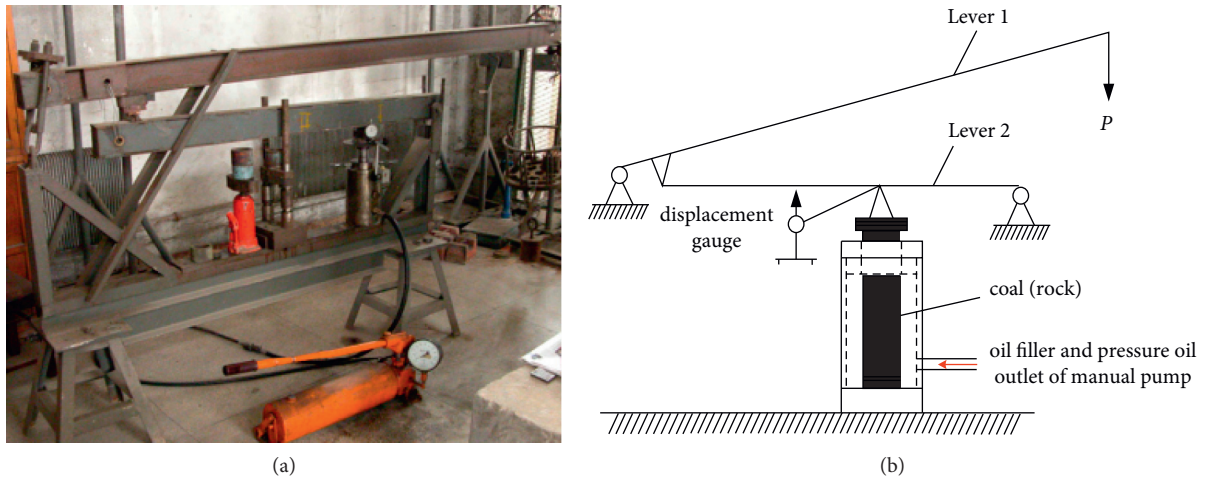 Lever 1
P
Lever 2
displacement
gauge
coal (rock)
oil filler and pressure oil
outlet of manual pump
(a)
(b)